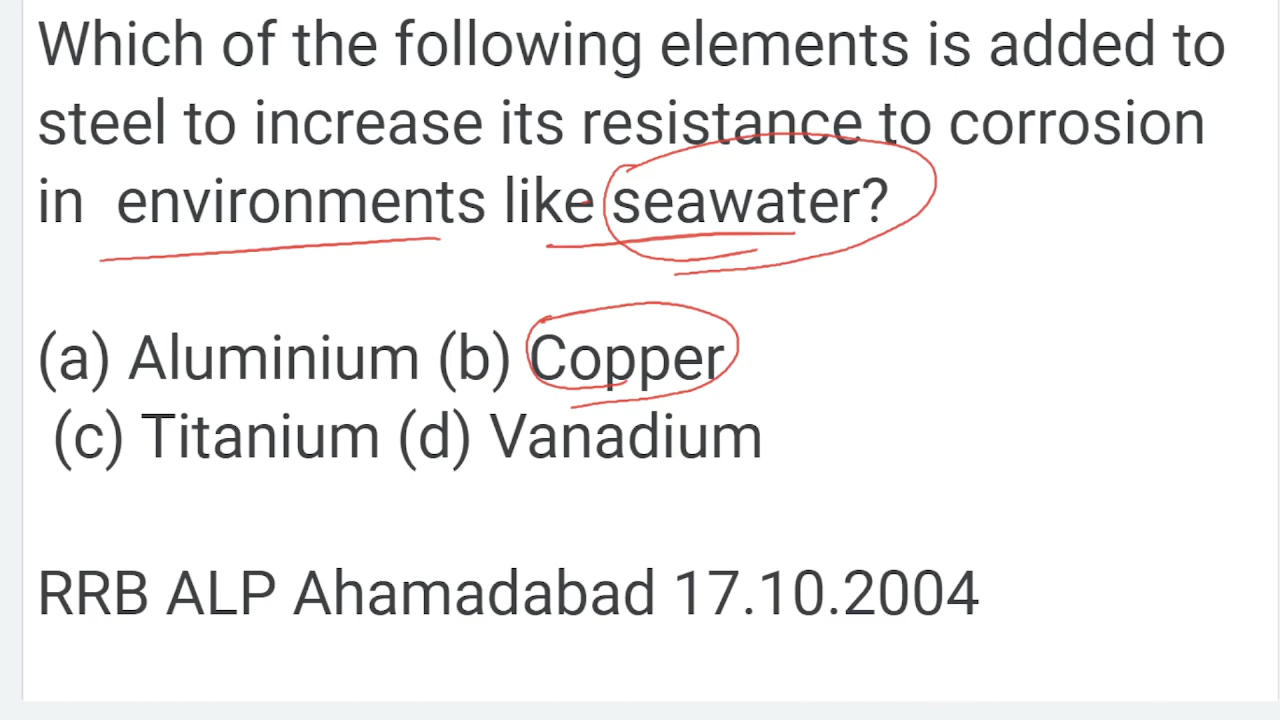 Which of the following elements is added to
steel to increase its resistance to corrosion
in environments like seawater?
(a) Aluminium (b) Copper
(c) Titanium (d) Vanadium
RRB ALP Ahamadabad 17.10.2004